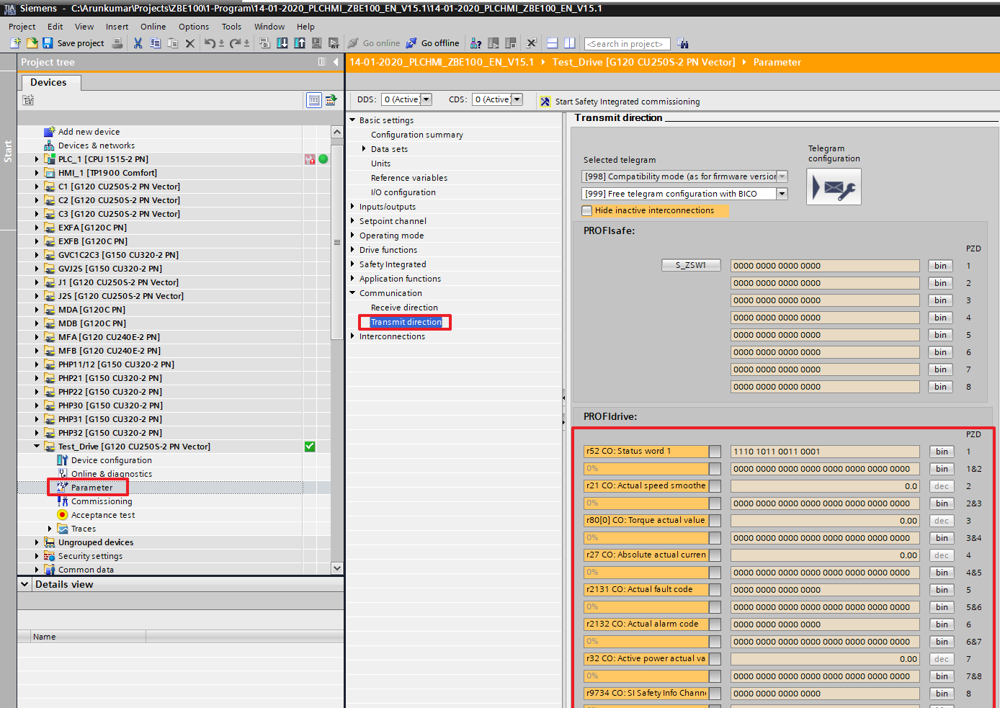 Siemens - C:\Arunkumar\Projects\ZBE100\1-Program\14-01-2020_PLCHMI_ZBE100_EN_V15.1\14-01-2020_PLCHMI_ZBE100_EN_V15.1
Project Edit View Insert Online Options Tools Window Help
Save project Go online Go offline <Search in project>
Project tree
Devices
Start
Add new device
Devices & networks
PLC_1 [CPU 1515-2 PN]
HMI_1 [TP1900 Comfort]
C1 [G120 CU250S-2 PN Vector]
C2 [G120 CU250S-2 PN Vector]
C3 [G120 CU250S-2 PN Vector]
EXFA [G120C PN]
EXFB [G120C PN]
GVC1C2C3 [G150 CU320-2 PN]
GVJ2S [G150 CU320-2 PN]
J1 [G120 CU250S-2 PN Vector]
J2S [G120 CU250S-2 PN Vector]
MDA [G120C PN]
MDB [G120C PN]
MFA [G120 CU240E-2 PN]
MFB [G120 CU240E-2 PN]
PHP11/12 [G150 CU320-2 PN]
PHP21 [G150 CU320-2 PN]
PHP22 [G150 CU320-2 PN]
PHP30 [G150 CU320-2 PN]
PHP31 [G150 CU320-2 PN]
PHP32 [G150 CU320-2 PN]
Test_Drive [G120 CU250S-2 PN Vector]
Device configuration
Online & diagnostics
Parameter
Commissioning
Acceptance test
Traces
Ungrouped devices
Security settings
Common data
Details view
Name
14-01-2020_PLCHMI_ZBE100_EN_V15.1 Test_Drive [G120 CU250S-2 PN Vector] Parameter
DDS: 0 (Active) CDS: 0 (Active) Start Safety Integrated commissioning
Basic settings
Configuration summary
Data sets
Units
Reference variables
I/O configuration
Inputs/outputs
Setpoint channel
Operating mode
Drive functions
Safety Integrated
Application functions
Communication
Receive direction
Transmit direction
Interconnections
Transmit direction
Selected telegram
Telegram
configuration
[998] Compatibility mode (as for firmware version
[999] Free telegram configuration with BICO
Hide inactive interconnections
PROFIsafe:
PZD
S_ZSW1 0000 0000 0000 0000 bin 1
0000 0000 0000 0000 bin 2
0000 0000 0000 0000 bin 3
0000 0000 0000 0000 bin 4
0000 0000 0000 0000 bin 5
0000 0000 0000 0000 bin 6
0000 0000 0000 0000 bin 7
0000 0000 0000 0000 bin 8
PROFIdrive:
PZD
r52 CO: Status word 1 1110 1011 0011 0001 bin 1
0% 0000 0000 0000 0000 0000 0000 0000 0000 bin 1&2
r21 CO: Actual speed smoothe 0.0 dec 2
0% 0000 0000 0000 0000 0000 0000 0000 0000 bin 2&3
r80[0] CO: Torque actual value 0.00 dec 3
0% 0000 0000 0000 0000 0000 0000 0000 0000 bin 3&4
r27 CO: Absolute actual curren 0.00 dec 4
0% 0000 0000 0000 0000 0000 0000 0000 0000 bin 4&5
r2131 CO: Actual fault code 0000 0000 0000 0000 bin 5
0% 0000 0000 0000 0000 0000 0000 0000 0000 bin 5&6
r2132 CO: Actual alarm code 0000 0000 0000 0000 bin 6
0% 0000 0000 0000 0000 0000 0000 0000 0000 bin 6&7
r32 CO: Active power actual va 0.00 dec 7
0% 0000 0000 0000 0000 0000 0000 0000 0000 bin 7&8
r9734 CO: SI Safety Info Chann 0000 0000 0000 0000 bin 8